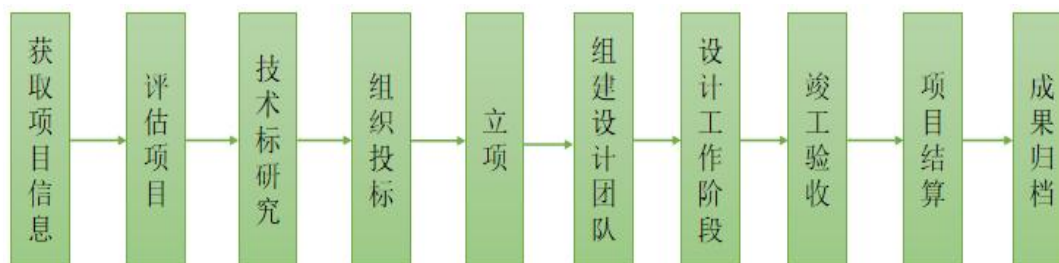 获取项目信息
评估项目
技术标研究
组织投标
立项
组建设计团队
设计工作阶段
竣工验收
项目结算
成果归档